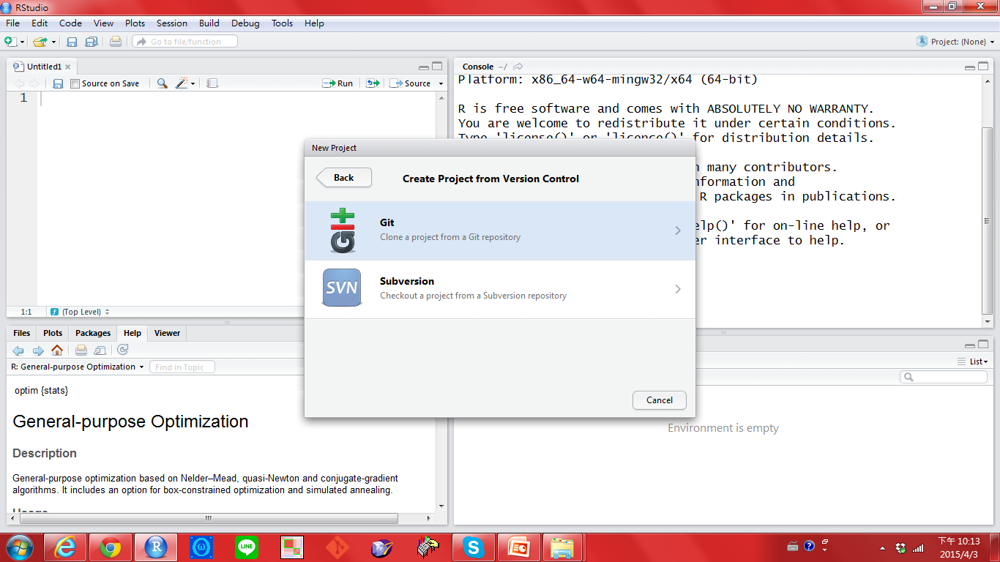 RStudio
File Edit Code View Plots Session Build Debug Tools Help
Go to file/function
Project: (None)
Untitled1
Source on Save
Run
Source
1
1:1
(Top Level)
Console ~/
Platform: x86_64-w64-mingw32/x64 (64-bit)
R is free software and comes with ABSOLUTELY NO WARRANTY.
You are welcome to redistribute it under certain conditions.
Type 'license()' or 'licence()' for distribution details.
many contributors.
nformation and
R packages in publications.
elp()' for on-line help, or
er interface to help.
New Project
Back
Create Project from Version Control
Git
Clone a project from a Git repository
SVN
Subversion
Checkout a project from a Subversion repository
Cancel
Files Plots Packages Help Viewer
R: General-purpose Optimization
Find in Topic
optim {stats}
General-purpose Optimization
Description
General-purpose optimization based on Nelder–Mead, quasi-Newton and conjugate-gradient
algorithms. It includes an option for box-constrained optimization and simulated annealing.
Usage
List
Environment is empty
LINE
下午 10:13
2015/4/3